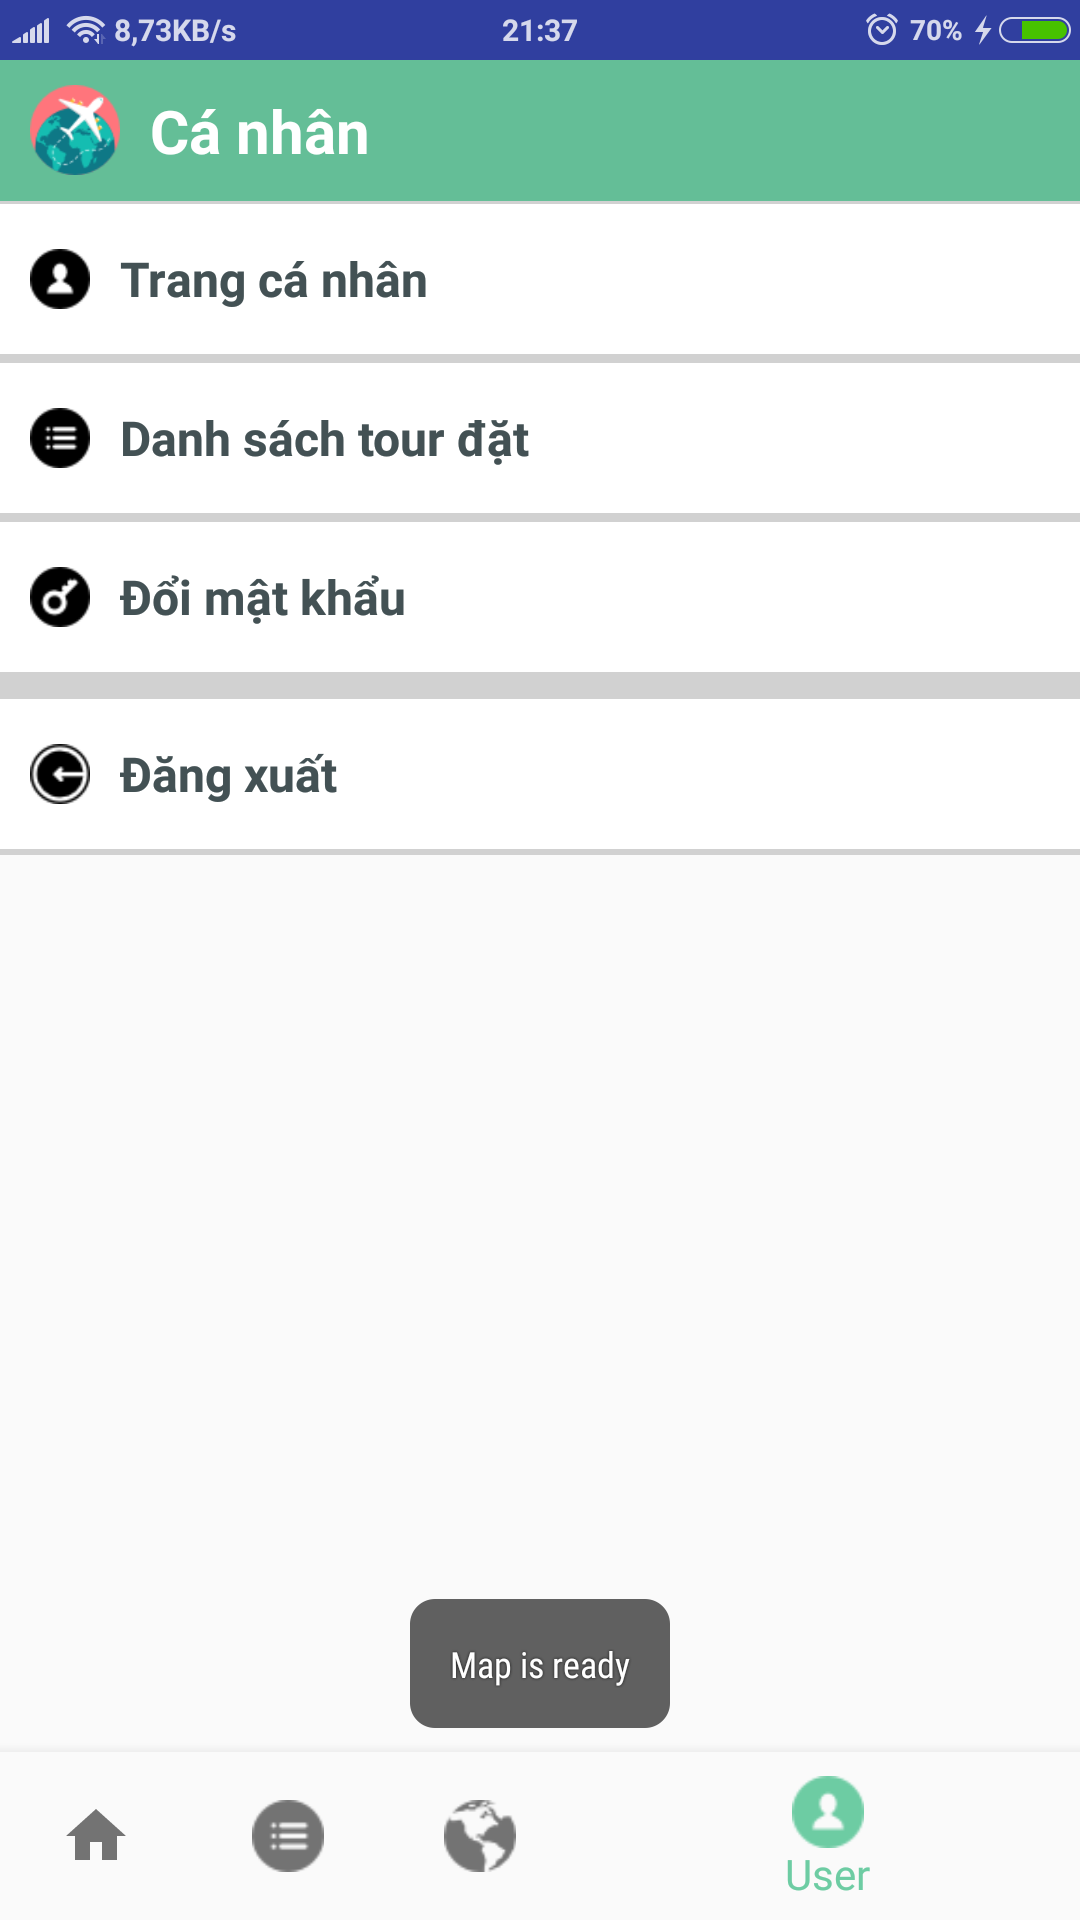 8,73KB/s 21:37 70%
Cá nhân
Trang cá nhân
Danh sách tour đặt
Đổi mật khẩu
Đăng xuất
Map is ready
User